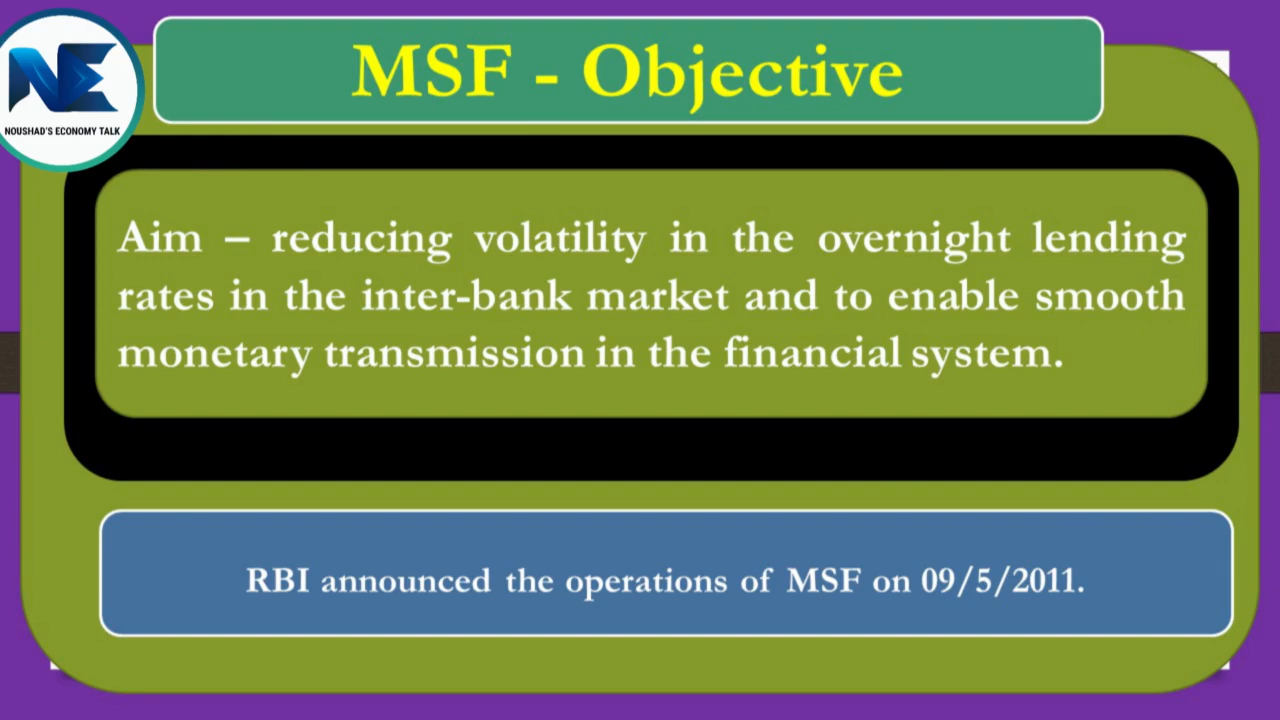 NE
NOUSHAD'S ECONOMY TALK
MSF - Objective
Aim – reducing volatility in the overnight lending
rates in the inter-bank market and to enable smooth
monetary transmission in the financial system.
RBI announced the operations of MSF on 09/5/2011.